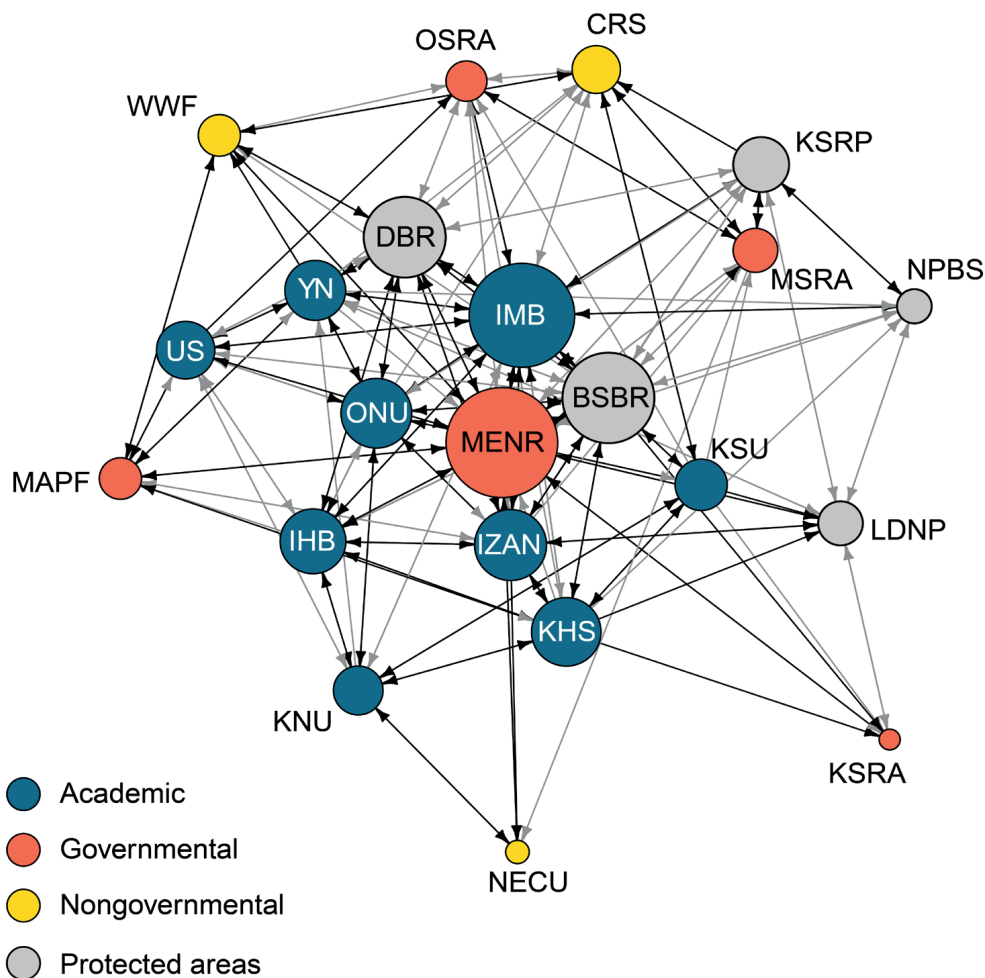 CRS
OSRA
WWF
KSRP
DBR
MSRA
NPBS
YN
IMB
US
BSBR
ONU
MENR
KSU
MAPF
LDNP
IHB
IZAN
KHS
KNU
KSRA
NECU
Academic
Governmental
Nongovernmental
Protected areas